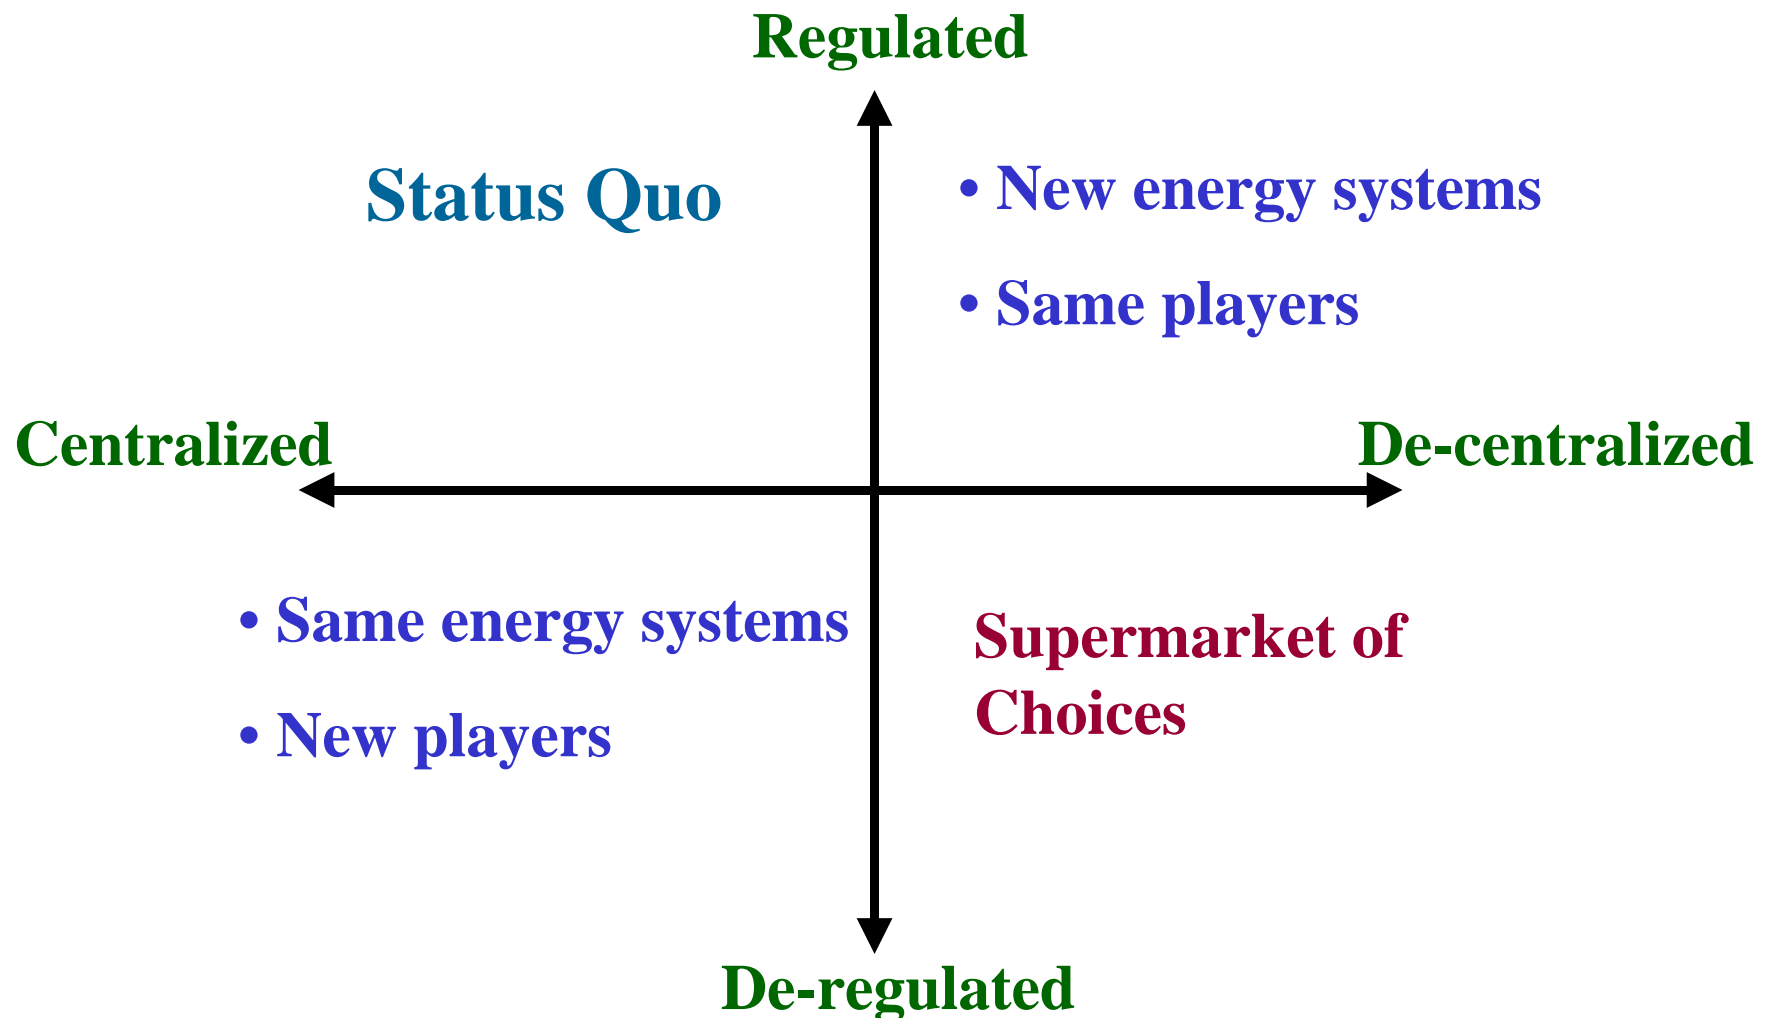 Regulated
Status Quo
• New energy systems
• Same players
Centralized
De-centralized
• Same energy systems
• New players
Supermarket of
Choices
De-regulated